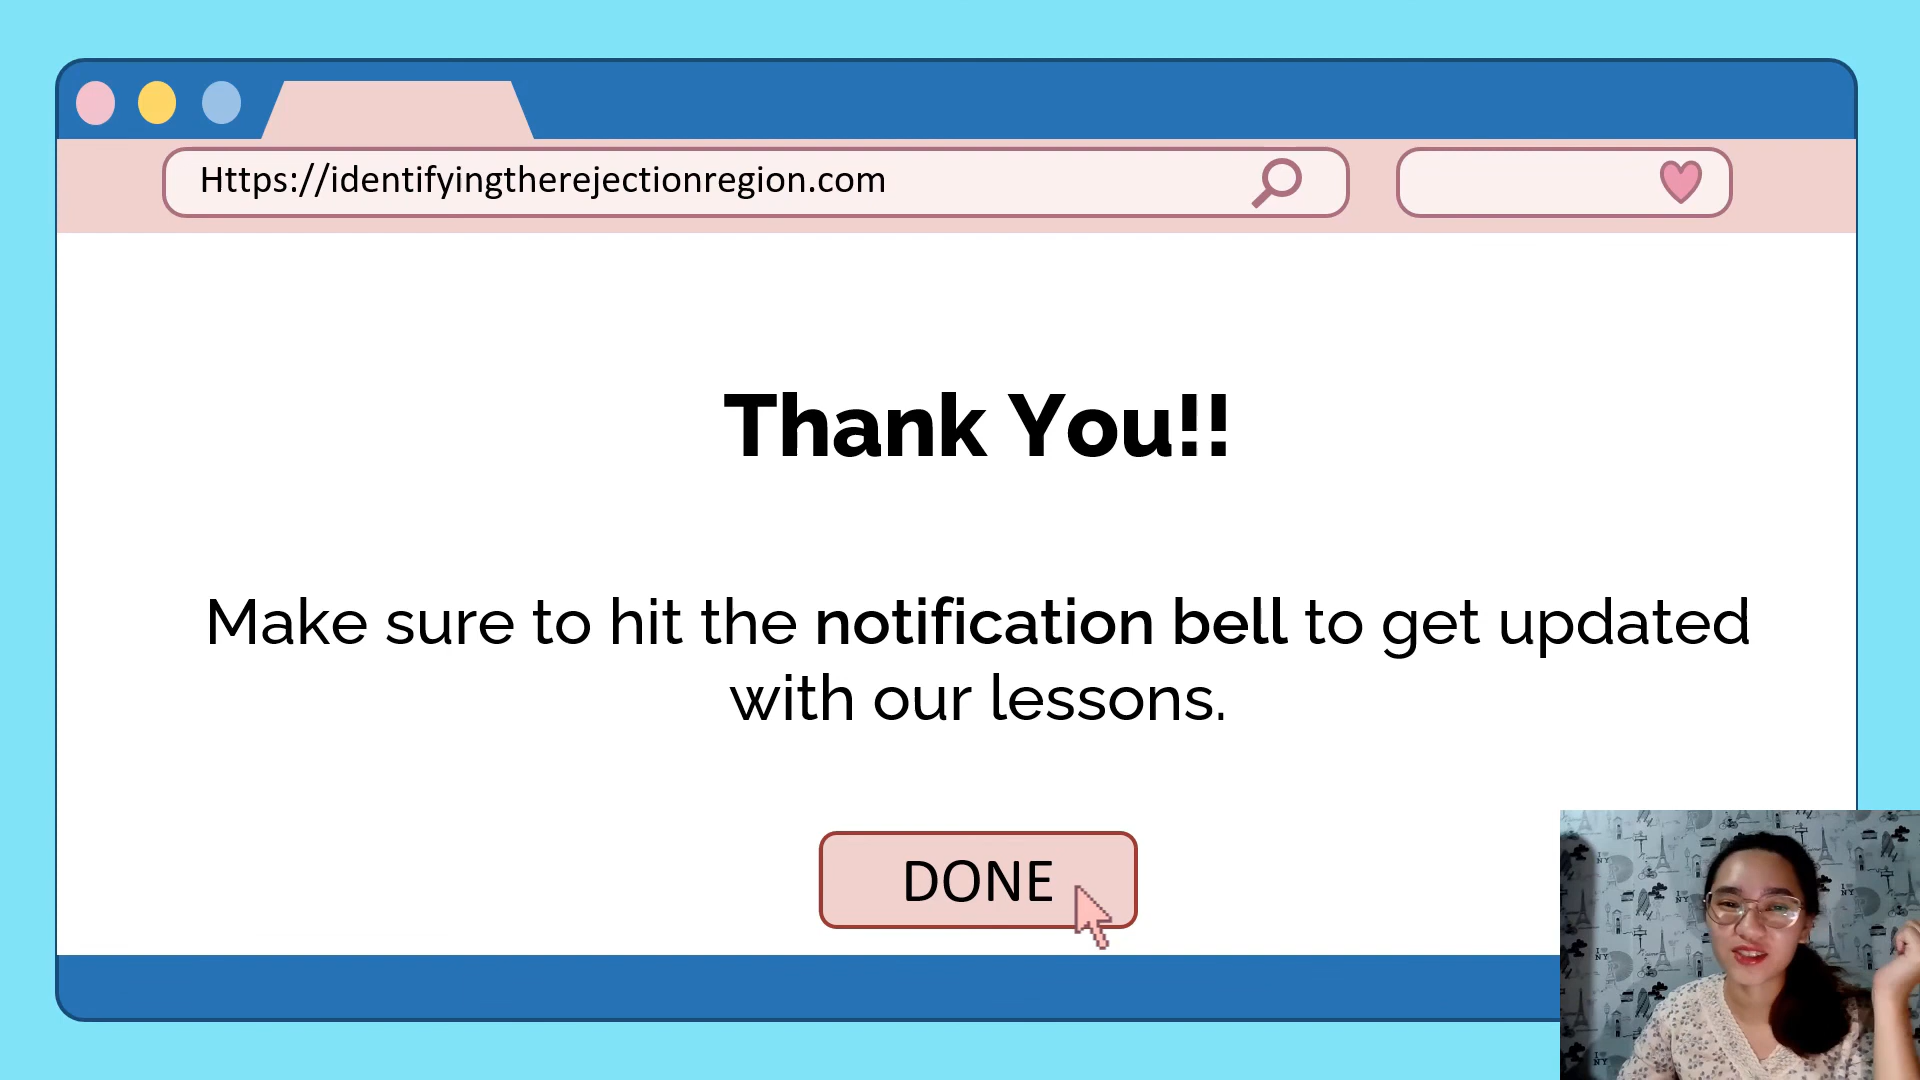 Https://identifyingtherejectionregion.com
Thank You!!
Make sure to hit the notification bell to get updated
with our lessons.
DONE